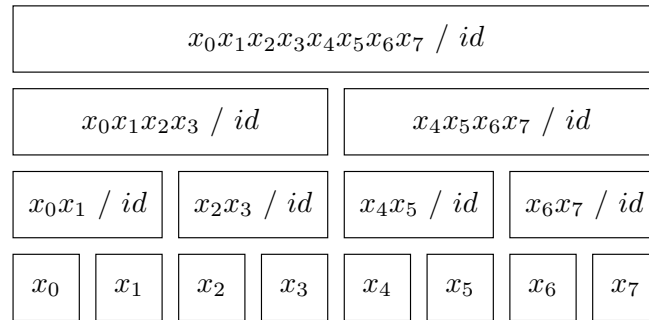 x₀x₁x₂x₃x₄x₅x₆x₇ / id
x₀x₁x₂x₃ / id x₄x₅x₆x₇ / id
x₀x₁ / id x₂x₃ / id x₄x₅ / id x₆x₇ / id
x₀ x₁ x₂ x₃ x₄ x₅ x₆ x₇